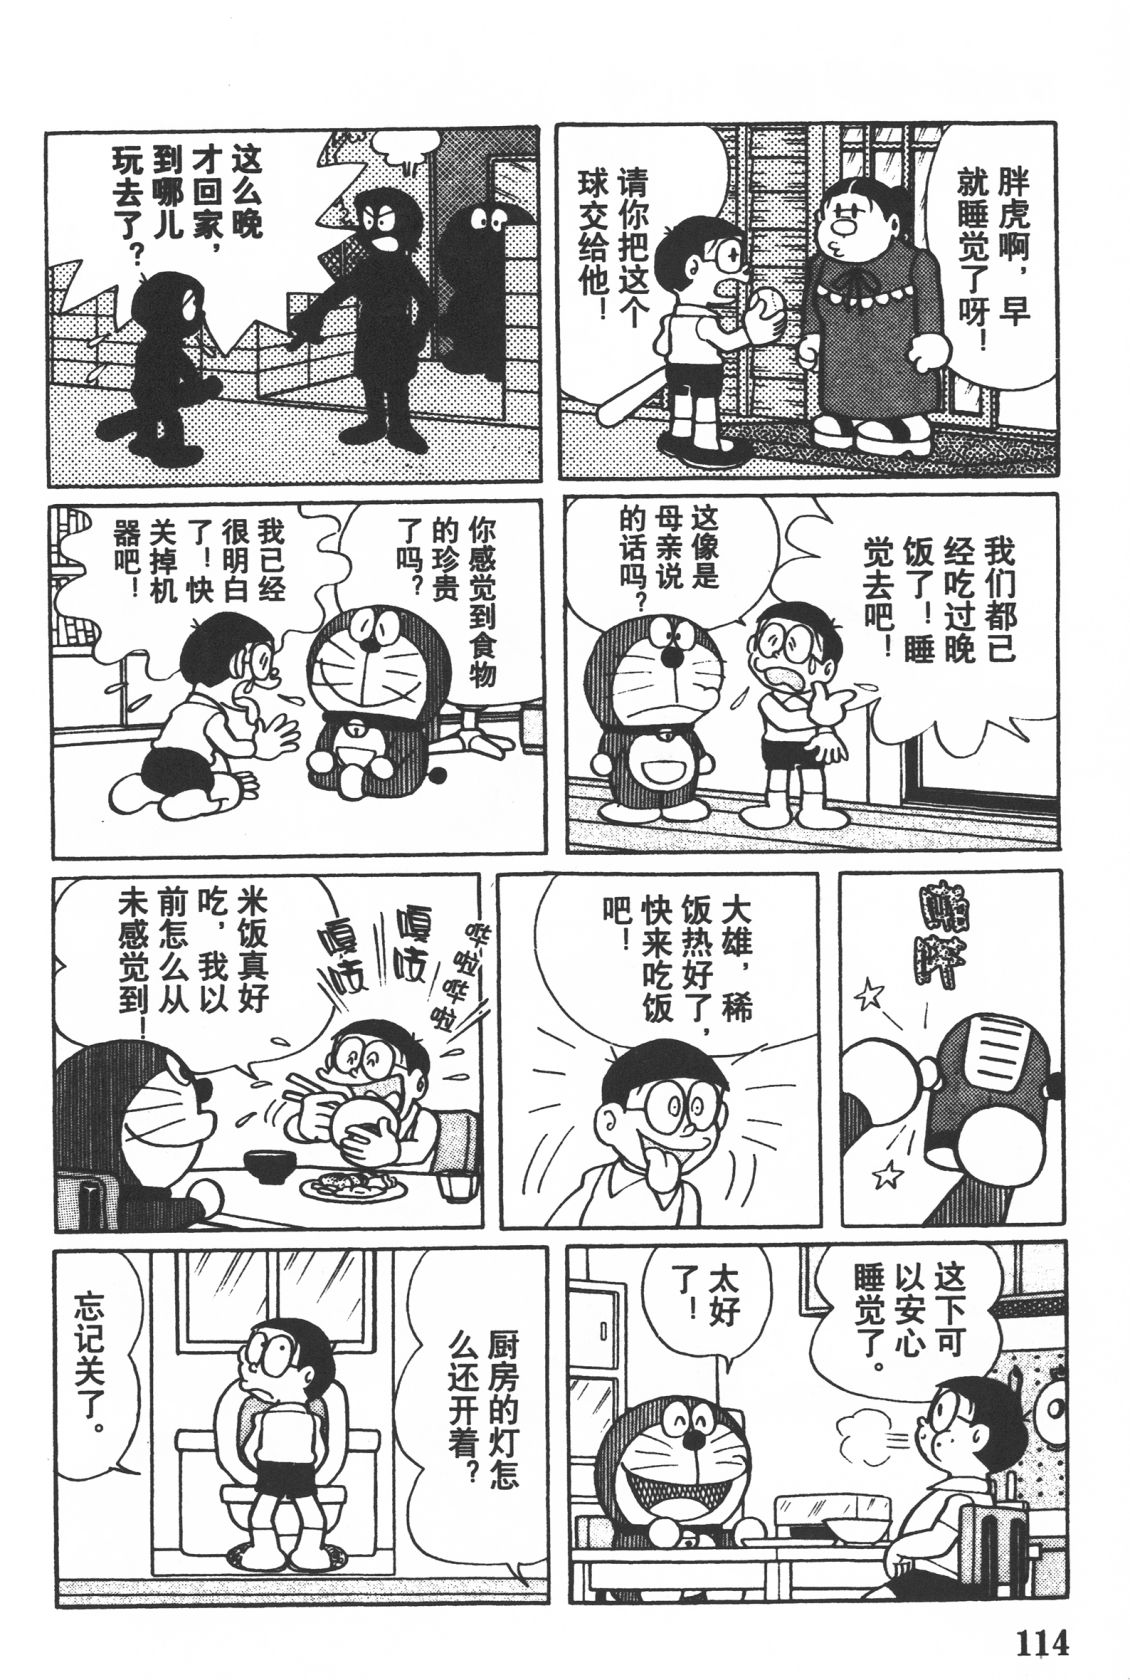 胖虎啊，早
就睡觉了呀！
请你把这个
球交给他！
这么晚
才回家，
到哪儿
玩去了？
我们都已
经吃过晚
饭了！睡
觉去吧！
这像是
母亲说
的话吗？
你感觉到食物
的珍贵
了吗？
我已经
很明白
了！快
关掉机
器吧！
大雄，稀
饭热好了，
快来吃饭
吧！
嘎吱
嘎吱
哗啦哗啦
米饭真好
吃，我以
前怎么从
未感觉到！
这下可
以安心
睡觉了。
太好
了！
厨房的灯怎
么还开着？
忘记关了。
114